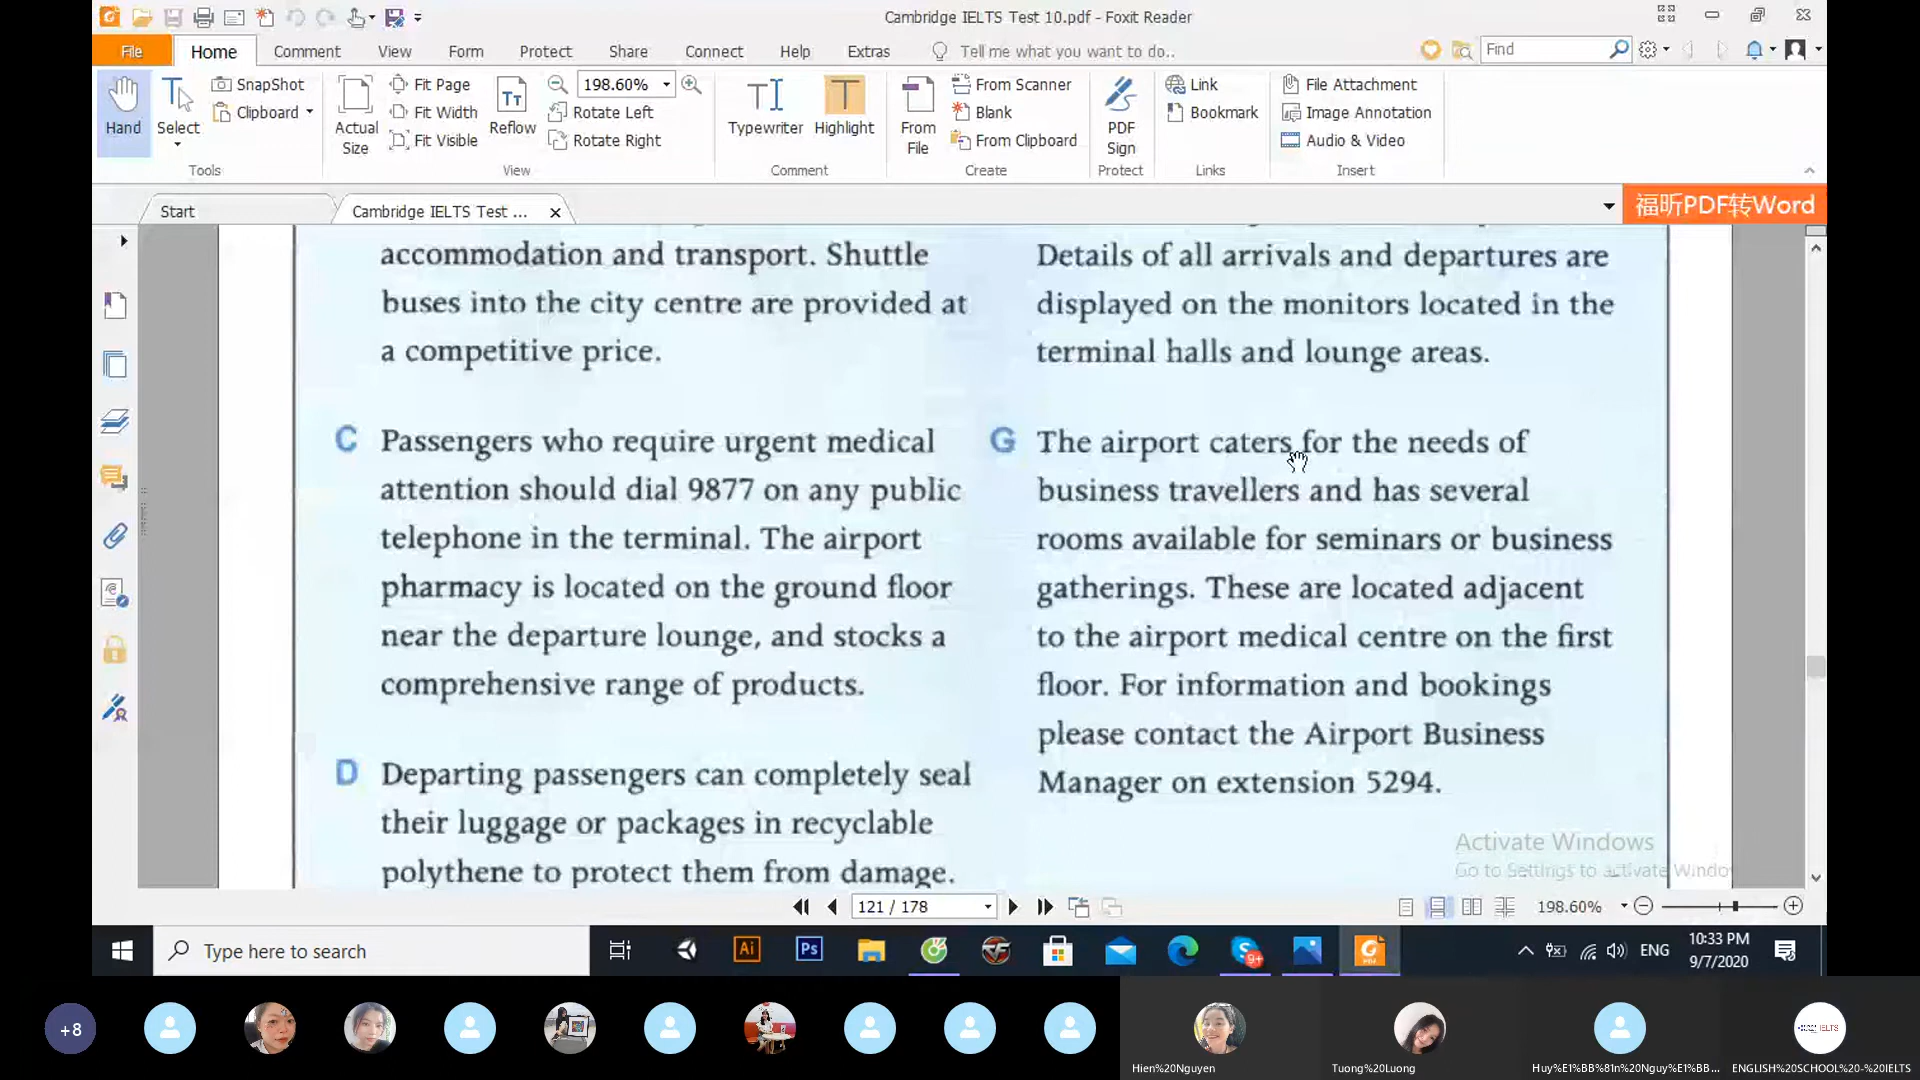 Cambridge IELTS Test 10.pdf - Foxit Reader
File
Home
Comment
View
Form
Protect
Share
Connect
Help
Extras
Tell me what you want to do..
Find
Hand
Select
SnapShot
Clipboard
Tools
Actual Size
Fit Page
Fit Width
Fit Visible
Reflow
198.60%
Rotate Left
Rotate Right
View
Typewriter
Highlight
Comment
From File
From Scanner
Blank
From Clipboard
Create
PDF Sign
Protect
Link
Bookmark
Links
File Attachment
Image Annotation
Audio & Video
Insert
Start
Cambridge IELTS Test ...
福昕PDF转Word
accommodation and transport. Shuttle
buses into the city centre are provided at
a competitive price.
C Passengers who require urgent medical
attention should dial 9877 on any public
telephone in the terminal. The airport
pharmacy is located on the ground floor
near the departure lounge, and stocks a
comprehensive range of products.
D Departing passengers can completely seal
their luggage or packages in recyclable
polythene to protect them from damage.
Details of all arrivals and departures are
displayed on the monitors located in the
terminal halls and lounge areas.
G The airport caters for the needs of
business travellers and has several
rooms available for seminars or business
gatherings. These are located adjacent
to the airport medical centre on the first
floor. For information and bookings
please contact the Airport Business
Manager on extension 5294.
Activate Windows
Go to Settings to activate Windo
121 / 178
198.60%
Type here to search
Ai
Ps
9+
ENG
10:33 PM
9/7/2020
+8
Hien%20Nguyen
Tuong%20Luong
Huy%E1%BB%81n%20Nguy%E1%BB...
ENGLISH%20SCHOOL%20-%20IELTS